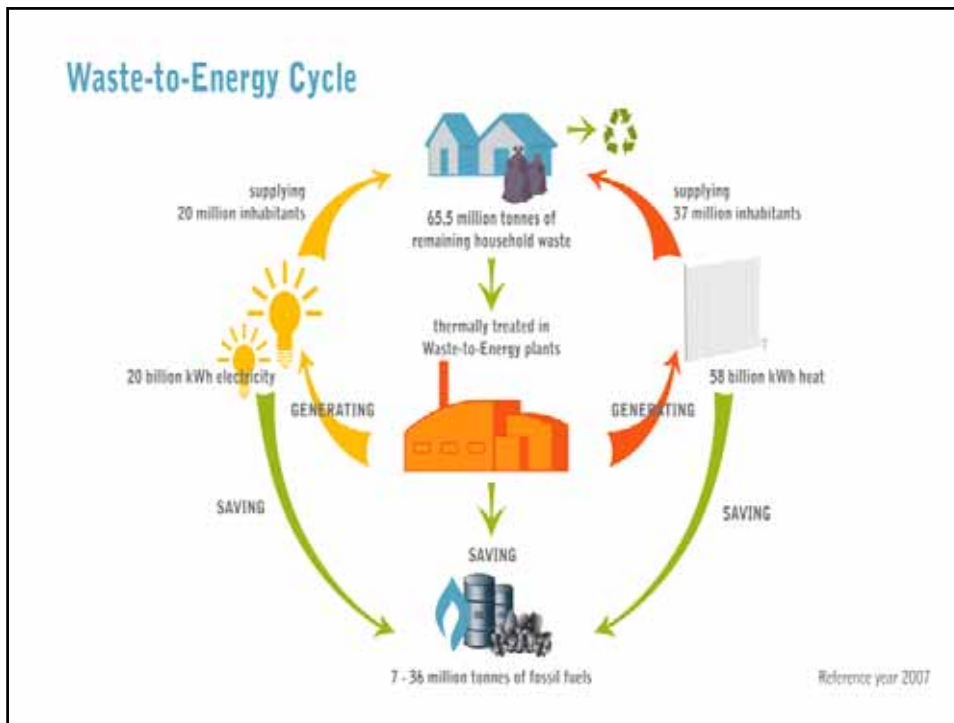 Waste-to-Energy Cycle
supplying
20 million inhabitants
supplying
37 million inhabitants
65.5 million tonnes of
remaining household waste
thermally treated in
Waste-to-Energy plants
20 billion kWh electricity
58 billion kWh heat
GENERATING
GENERATING
SAVING
SAVING
SAVING
7 - 36 million tonnes of fossil fuels
Reference year 2007